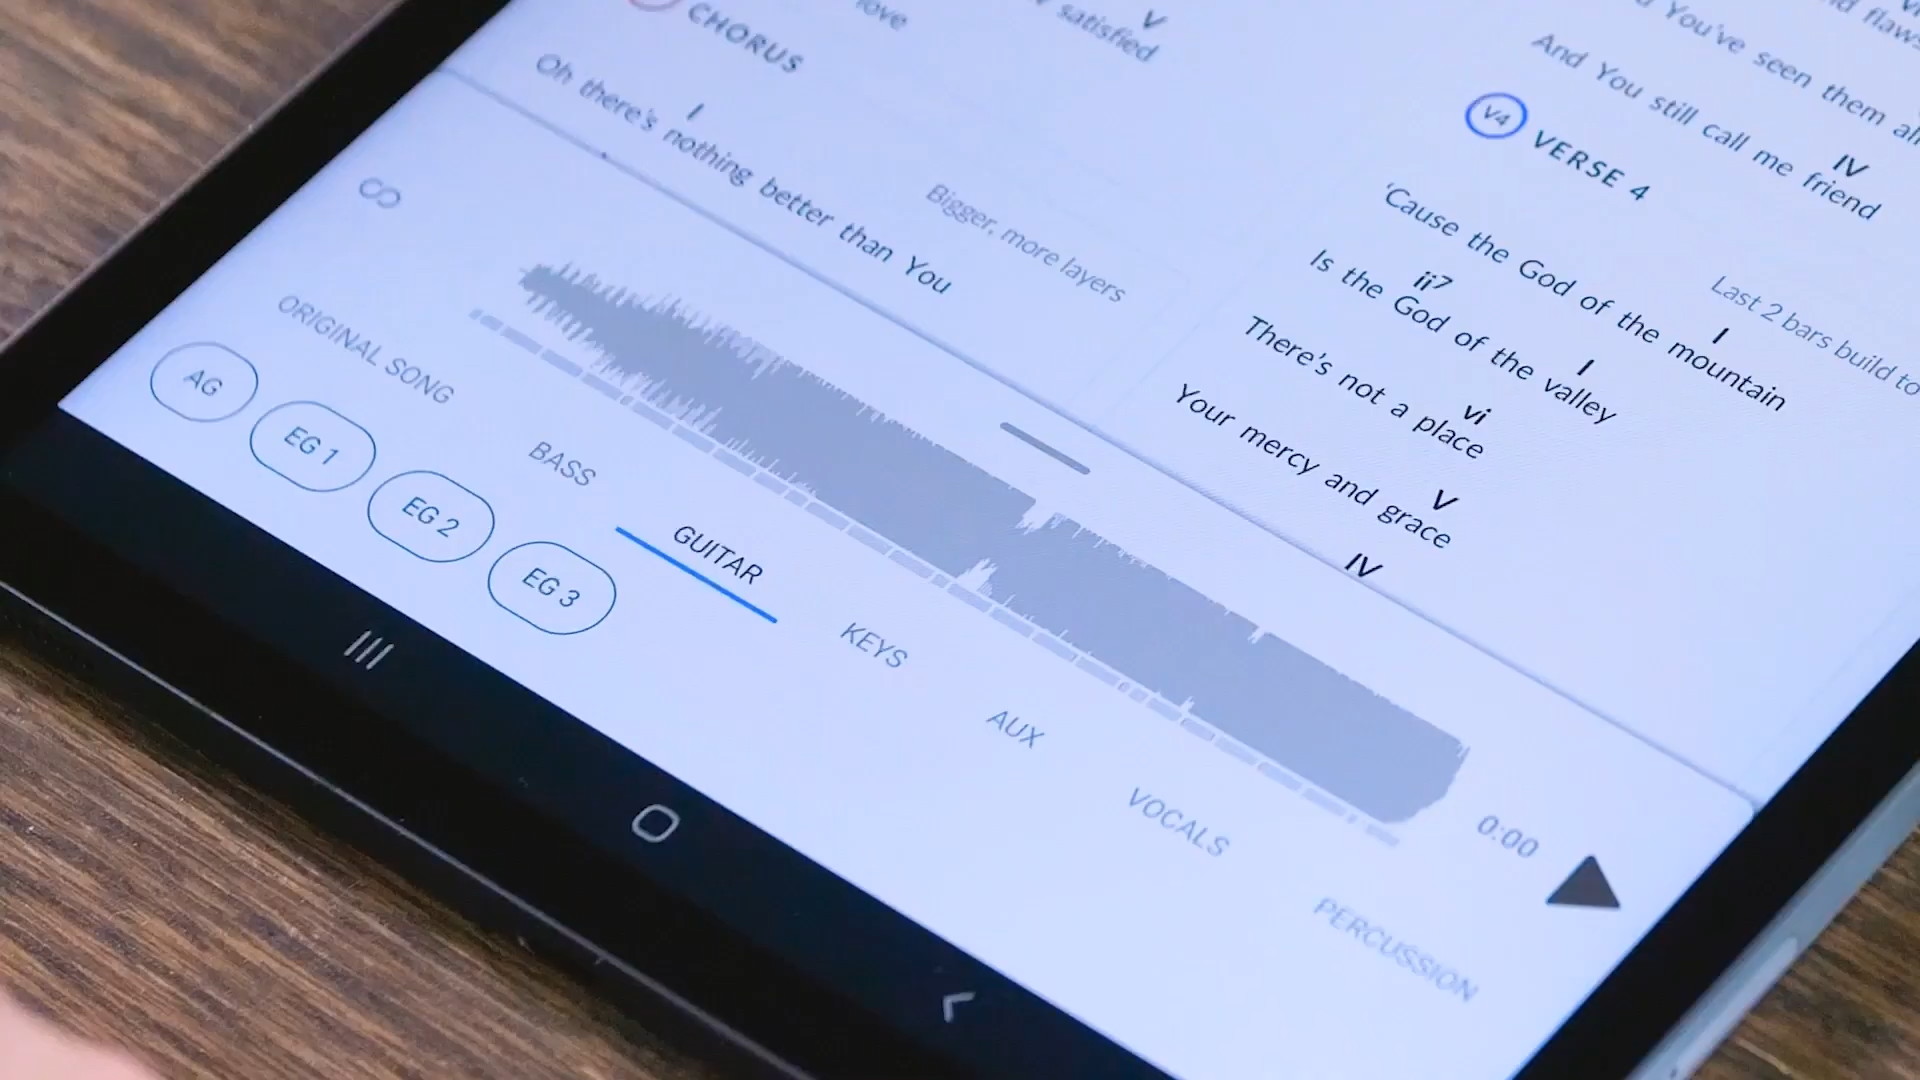 love
V
satisfied
CHORUS
I
Oh there's nothing better than You
Bigger, more layers
You've seen them
And You still call me friend
IV
V4 VERSE 4
Last 2 bars build to
'Cause the God of the mountain
I
ii7
Is the God of the valley
I
There's not a place
vi
Your mercy and grace
V
IV
0:00
ORIGINAL SONG
BASS
GUITAR
KEYS
AUX
VOCALS
PERCUSSION
AG
EG 1
EG 2
EG 3